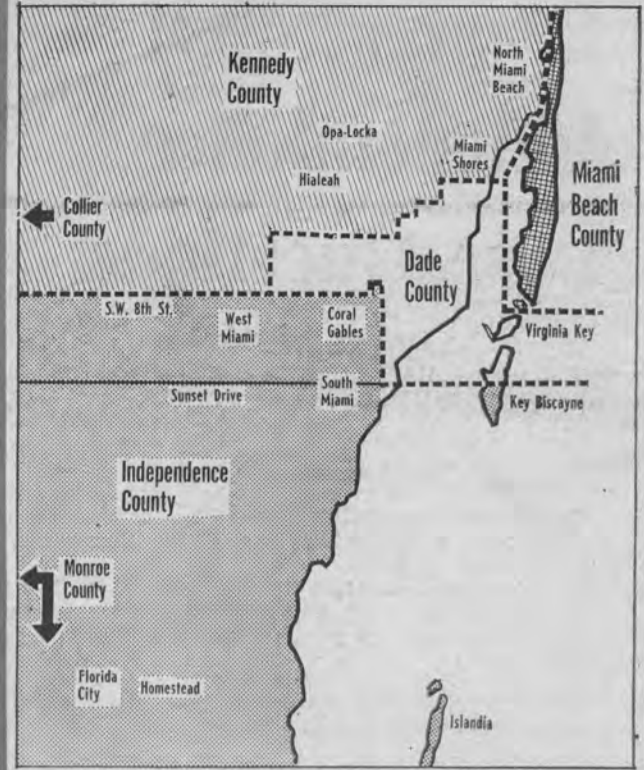 North
Miami
Beach
Kennedy
County
Opa-Locka
Miami
Shores
Hialeah
Miami
Beach
County
Collier
County
Dade
County
S.W. 8th St.
West
Miami
Coral
Gables
Virginia Key
Sunset Drive
South
Miami
Key Biscayne
Independence
County
Monroe
County
Florida
City
Homestead
Islandia